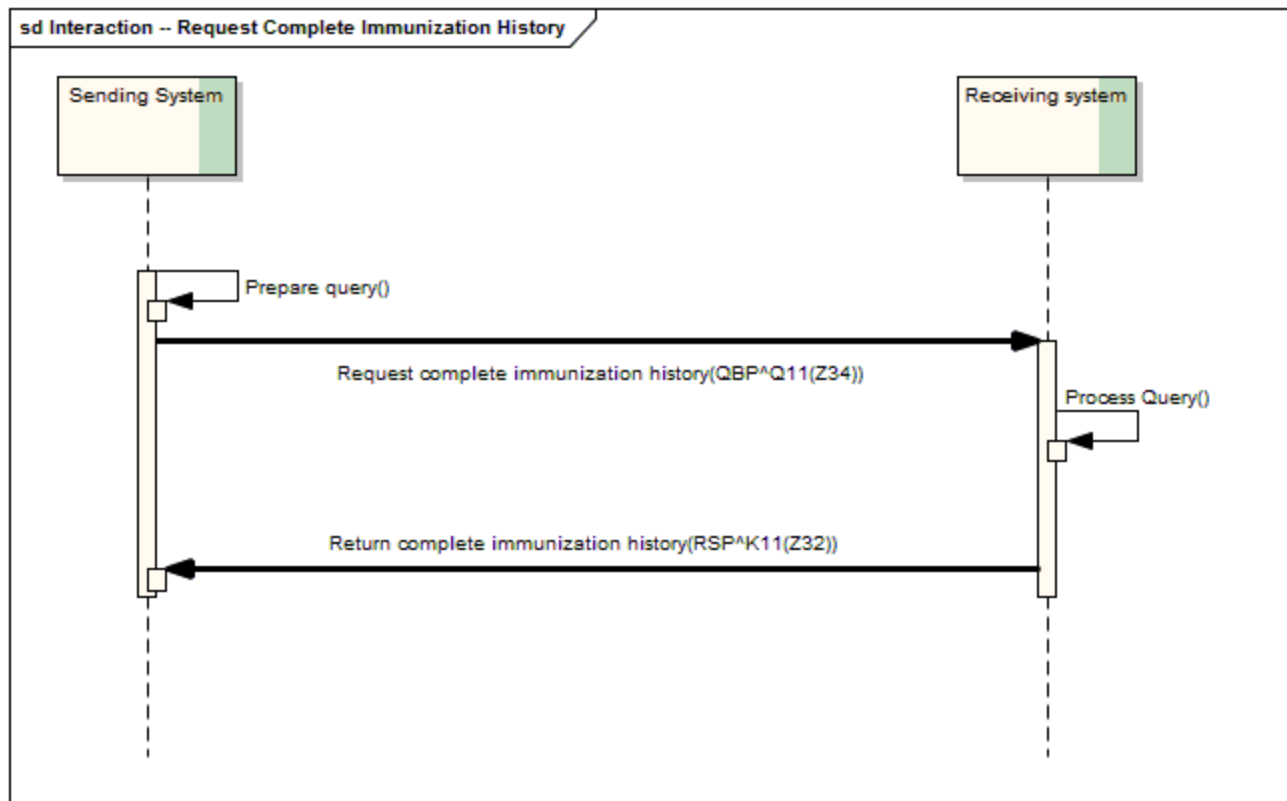 sd Interaction -- Request Complete Immunization History
Sending System
Receiving system
Prepare query()
Request complete immunization history(QBP^Q11(Z34))
Process Query()
Return complete immunization history(RSP^K11(Z32))